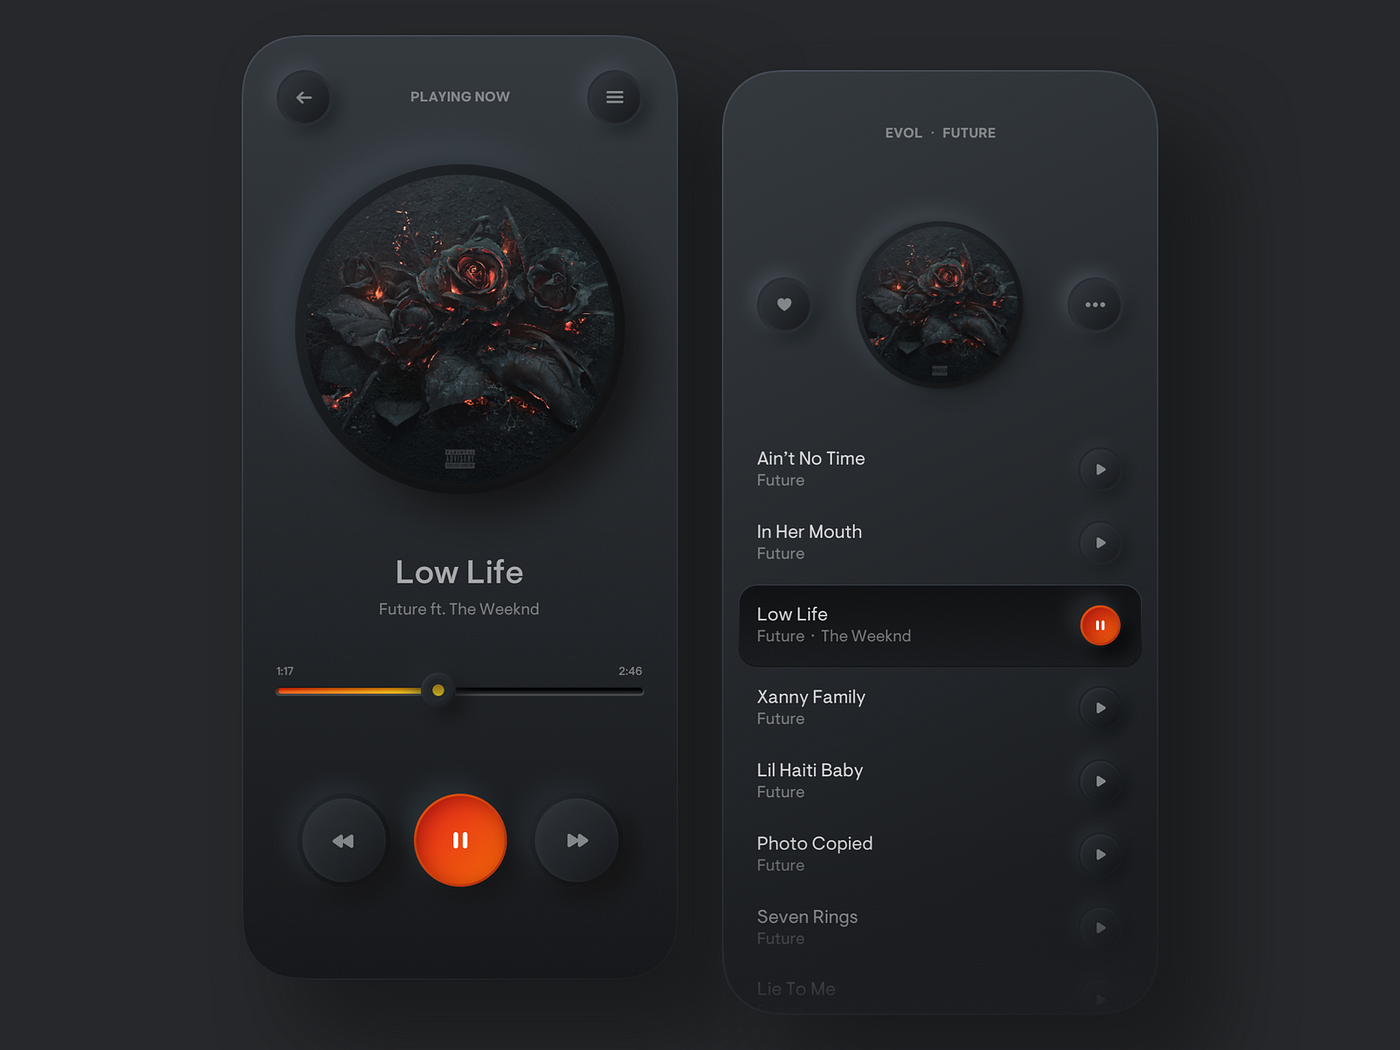 PLAYING NOW
Low Life
Future ft. The Weeknd
1:17
2:46
EVOL · FUTURE
Ain’t No Time
Future
In Her Mouth
Future
Low Life
Future · The Weeknd
Xanny Family
Future
Lil Haiti Baby
Future
Photo Copied
Future
Seven Rings
Future
Lie To Me